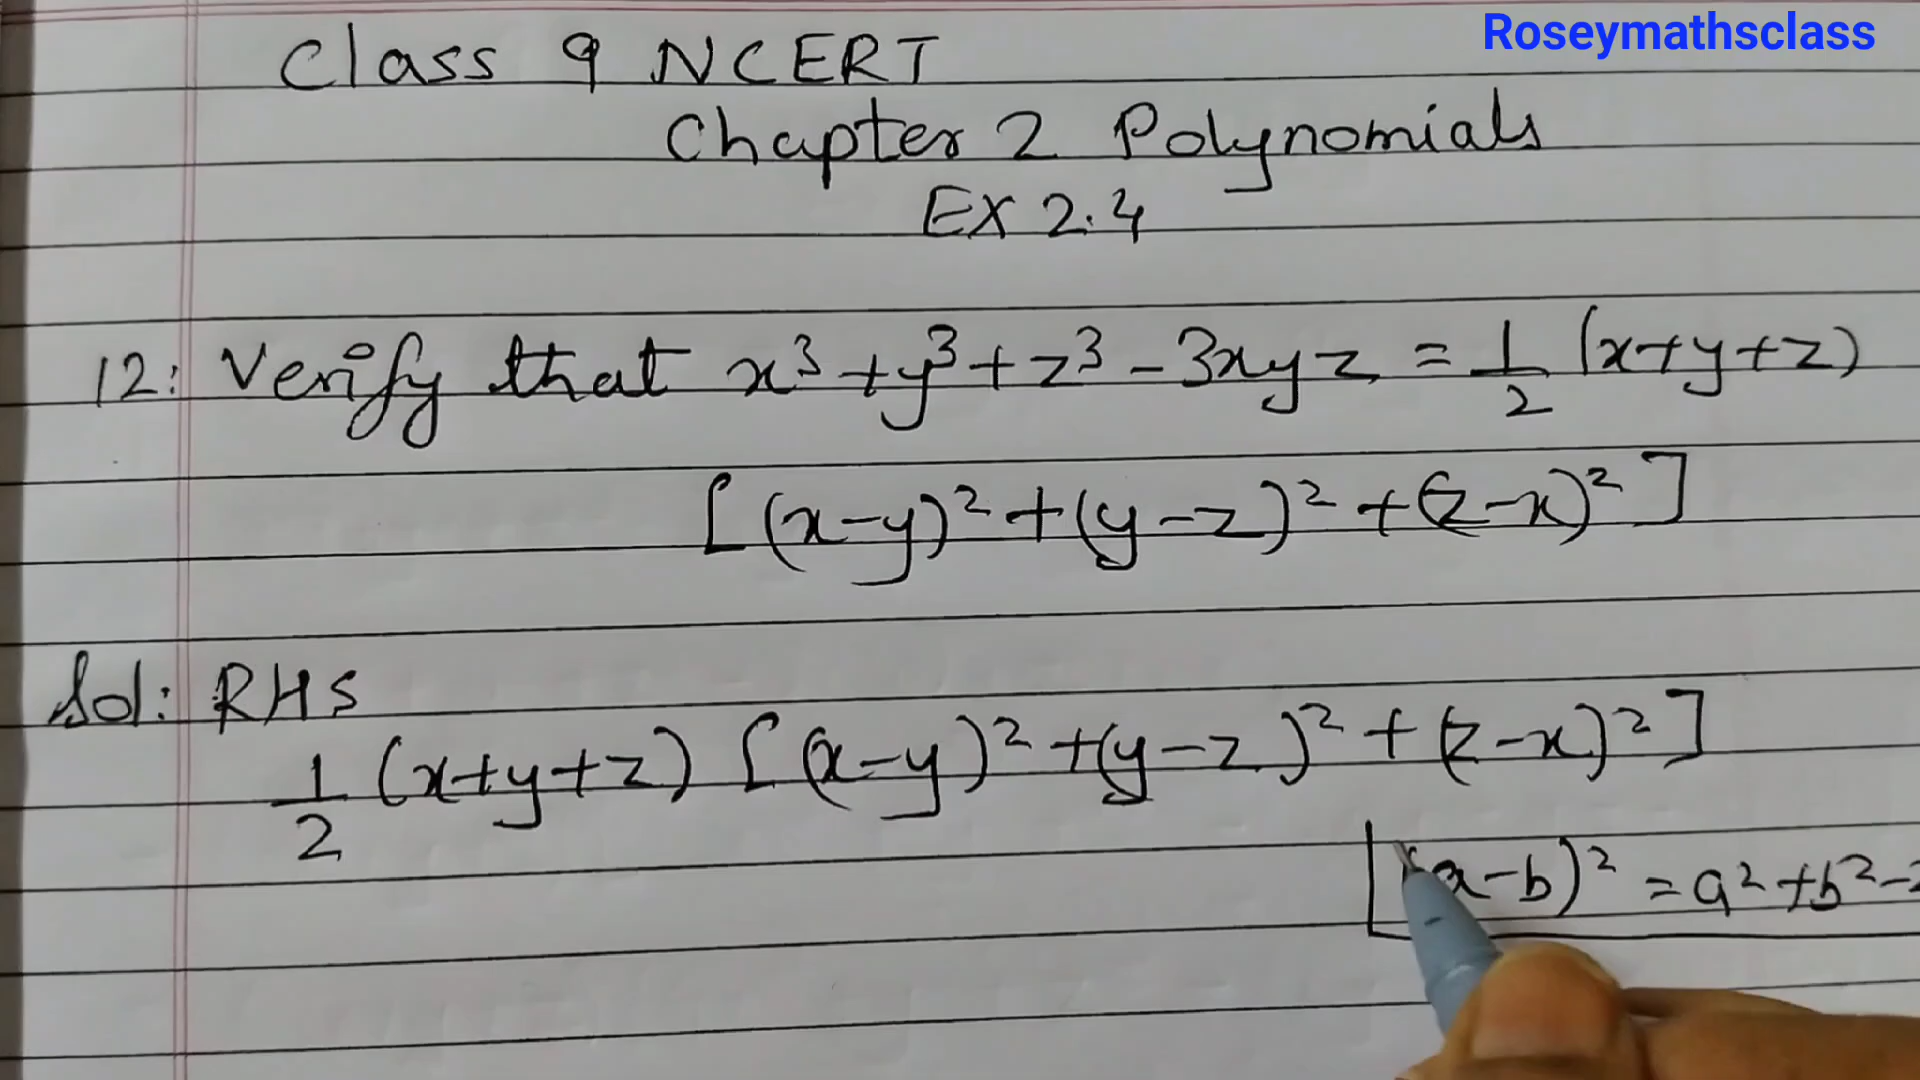 Roseymathsclass
Class 9 NCERT
Chapter 2 Polynomials
EX 2.4
12: Verify that x³ + y³ + z³ - 3xyz = 1/2 (x+y+z)
[(x-y)² + (y-z)² + (z-x)²]
Sol: RHS
1/2 (x+y+z) [(x-y)² + (y-z)² + (z-x)²]
(a-b)² = a² + b² - 2